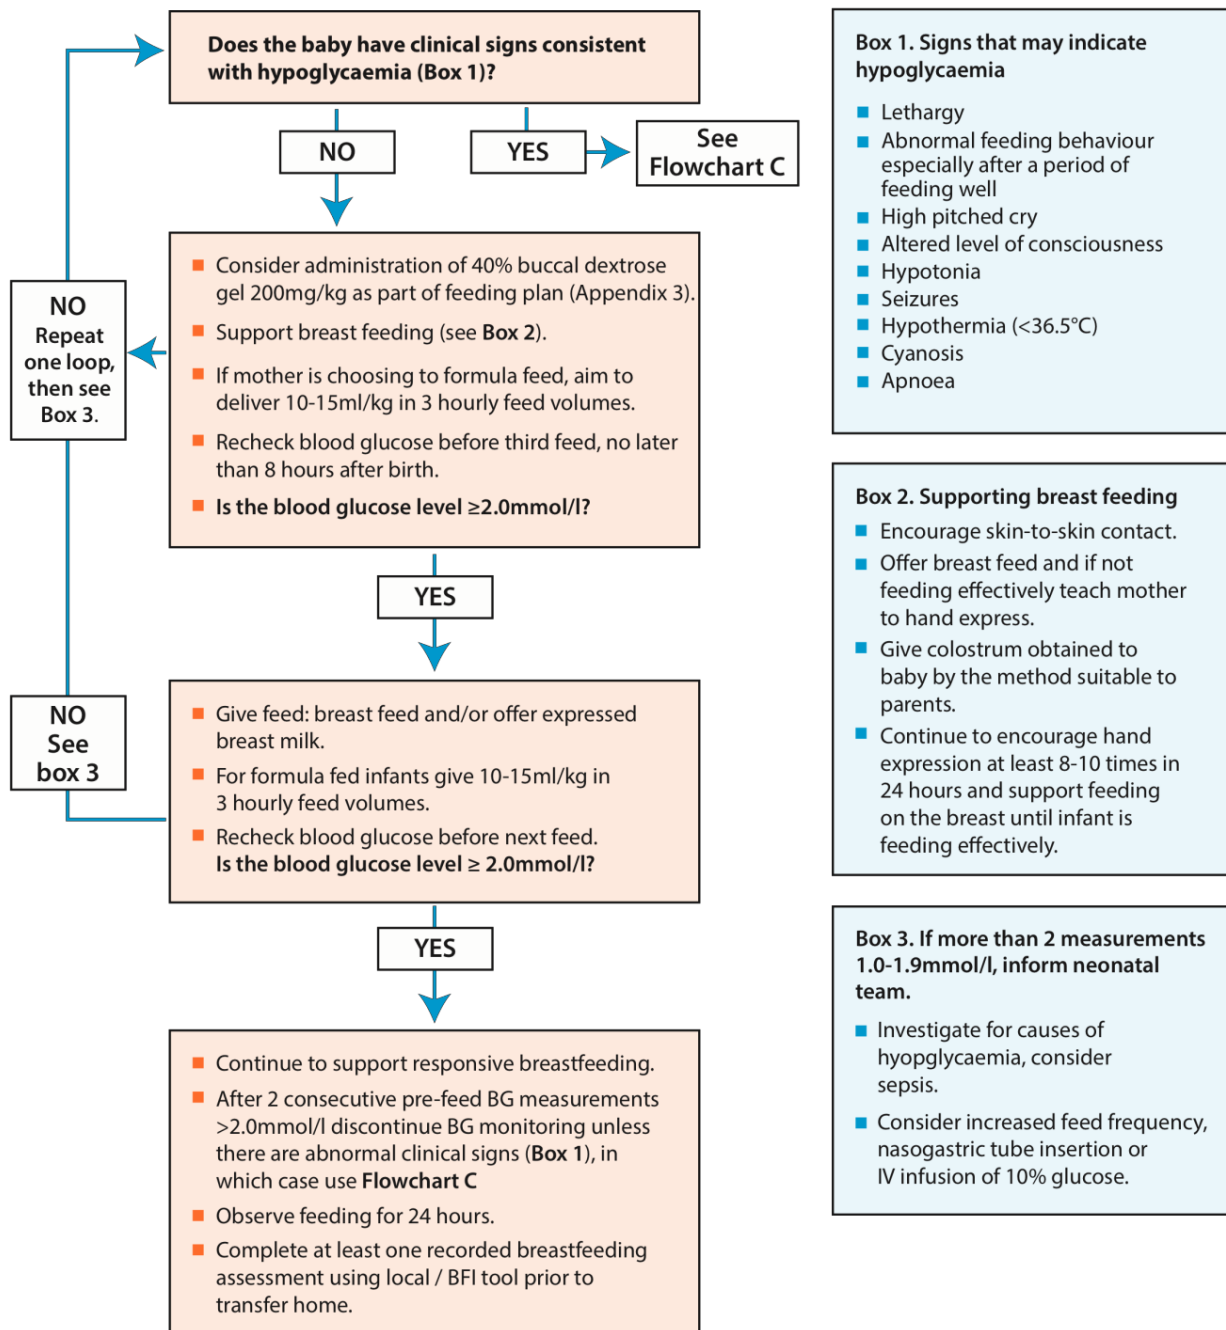 Does the baby have clinical signs consistent
with hypoglycaemia (Box 1)?
NO
YES
See
Flowchart C
NO
Repeat
one loop,
then see
Box 3.
Consider administration of 40% buccal dextrose
gel 200mg/kg as part of feeding plan (Appendix 3).
Support breast feeding (see Box 2).
If mother is choosing to formula feed, aim to
deliver 10-15ml/kg in 3 hourly feed volumes.
Recheck blood glucose before third feed, no later
than 8 hours after birth.
Is the blood glucose level ≥2.0mmol/l?
YES
NO
See
box 3
Give feed: breast feed and/or offer expressed
breast milk.
For formula fed infants give 10-15ml/kg in
3 hourly feed volumes.
Recheck blood glucose before next feed.
Is the blood glucose level ≥ 2.0mmol/l?
YES
Continue to support responsive breastfeeding.
After 2 consecutive pre-feed BG measurements
>2.0mmol/l discontinue BG monitoring unless
there are abnormal clinical signs (Box 1), in
which case use Flowchart C
Observe feeding for 24 hours.
Complete at least one recorded breastfeeding
assessment using local / BFI tool prior to
transfer home.
Box 1. Signs that may indicate
hypoglycaemia
Lethargy
Abnormal feeding behaviour
especially after a period of
feeding well
High pitched cry
Altered level of consciousness
Hypotonia
Seizures
Hypothermia (<36.5°C)
Cyanosis
Apnoea
Box 2. Supporting breast feeding
Encourage skin-to-skin contact.
Offer breast feed and if not
feeding effectively teach mother
to hand express.
Give colostrum obtained to
baby by the method suitable to
parents.
Continue to encourage hand
expression at least 8-10 times in
24 hours and support feeding
on the breast until infant is
feeding effectively.
Box 3. If more than 2 measurements
1.0-1.9mmol/l, inform neonatal
team.
Investigate for causes of
hyopglycaemia, consider
sepsis.
Consider increased feed frequency,
nasogastric tube insertion or
IV infusion of 10% glucose.